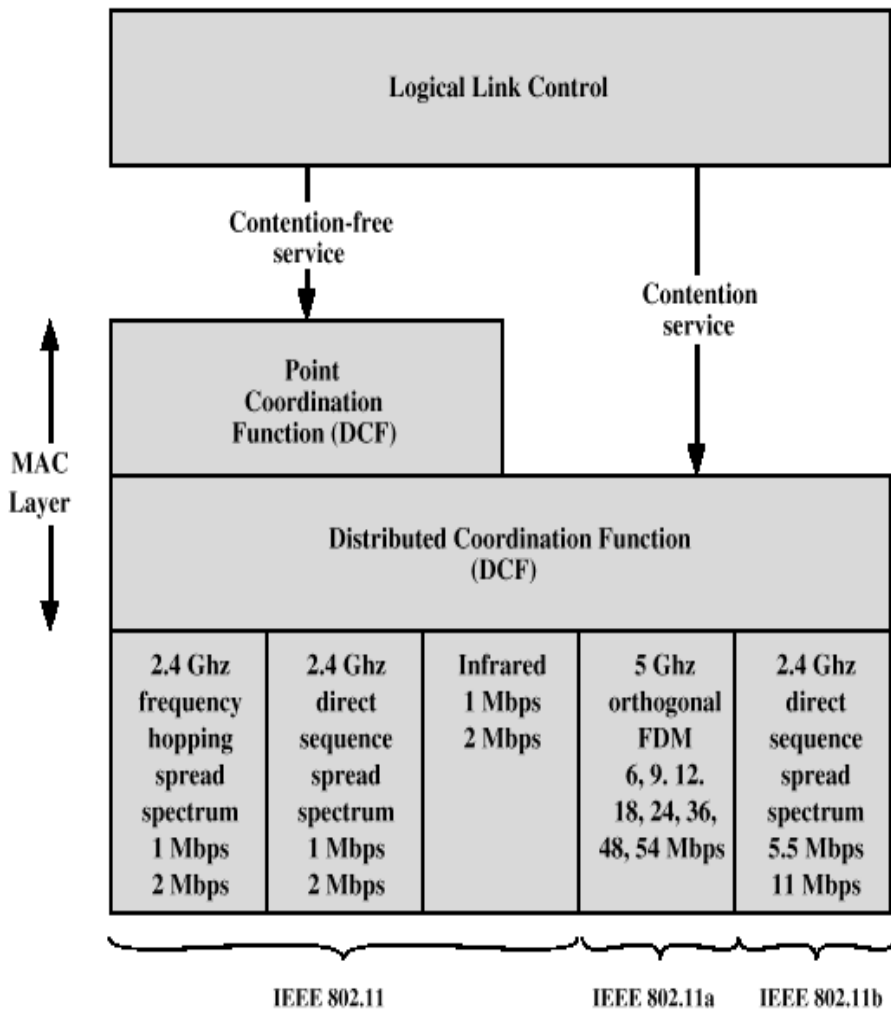 Logical Link Control
Contention-free
service
Contention
service
Point
Coordination
Function (DCF)
MAC
Layer
Distributed Coordination Function
(DCF)
2.4 Ghz
frequency
hopping
spread
spectrum
1 Mbps
2 Mbps
2.4 Ghz
direct
sequence
spread
spectrum
1 Mbps
2 Mbps
Infrared
1 Mbps
2 Mbps
5 Ghz
orthogonal
FDM
6, 9. 12.
18, 24, 36,
48, 54 Mbps
2.4 Ghz
direct
sequence
spread
spectrum
5.5 Mbps
11 Mbps
IEEE 802.11
IEEE 802.11a
IEEE 802.11b